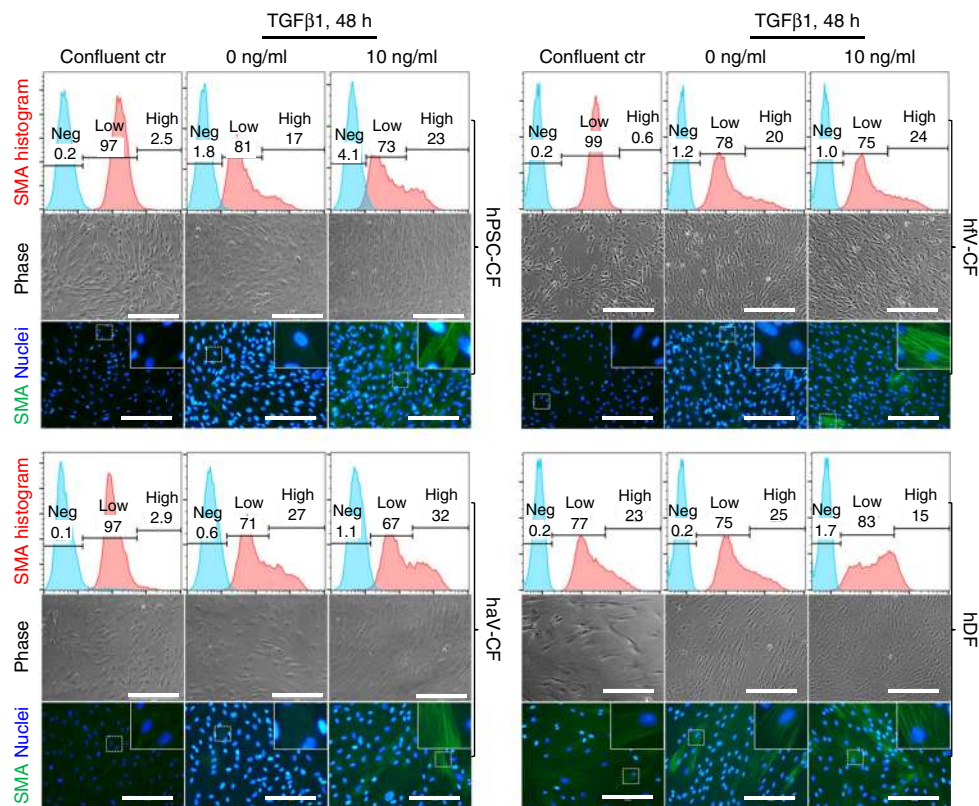 TGFβ1, 48 h
Confluent ctr 0 ng/ml 10 ng/ml
SMA histogram
Neg Low High
0.2 97 2.5
Neg Low High
1.8 81 17
Neg Low High
4.1 73 23
Phase
SMA Nuclei
hPSC-CF
TGFβ1, 48 h
Confluent ctr 0 ng/ml 10 ng/ml
Neg Low High
0.2 99 0.6
Neg Low High
1.2 78 20
Neg Low High
1.0 75 24
hfV-CF
SMA histogram
Neg Low High
0.1 97 2.9
Neg Low High
0.6 71 27
Neg Low High
1.1 67 32
Phase
SMA Nuclei
haV-CF
Neg Low High
0.2 77 23
Neg Low High
0.2 75 25
Neg Low High
1.7 83 15
hDF